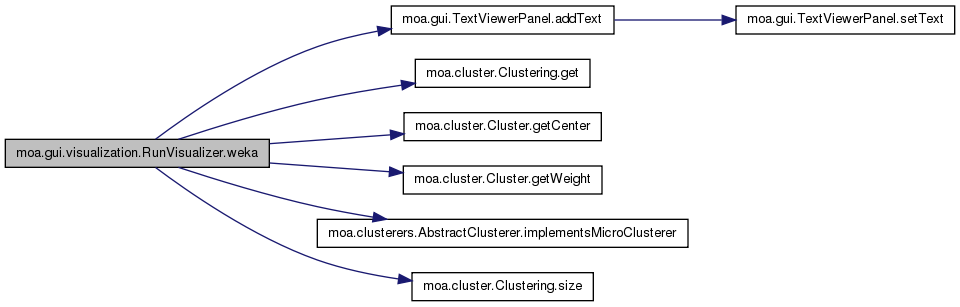 moa.gui.TextViewerPanel.addText
moa.gui.TextViewerPanel.setText
moa.cluster.Clustering.get
moa.cluster.Cluster.getCenter
moa.gui.visualization.RunVisualizer.weka
moa.cluster.Cluster.getWeight
moa.clusterers.AbstractClusterer.implementsMicroClusterer
moa.cluster.Clustering.size